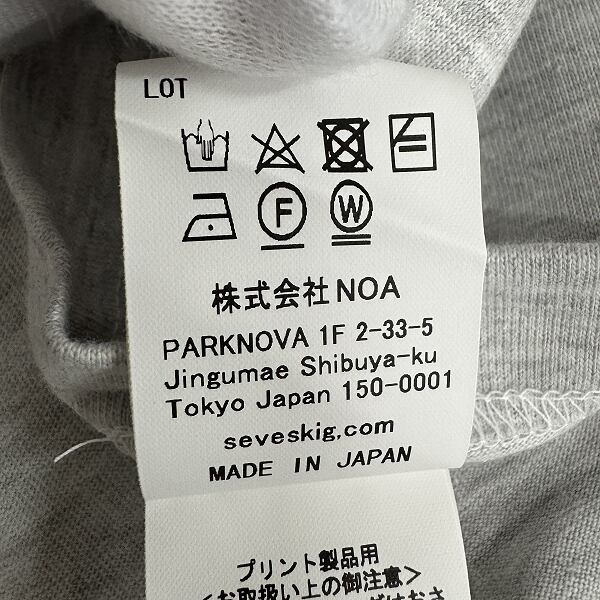 LOT
F W
株式会社NOA
PARKNOVA 1F 2-33-5
Jingumae Shibuya-ku
Tokyo Japan 150-0001
seveskig.com
MADE IN JAPAN
プリント製品用
<お取扱い上の御注意>